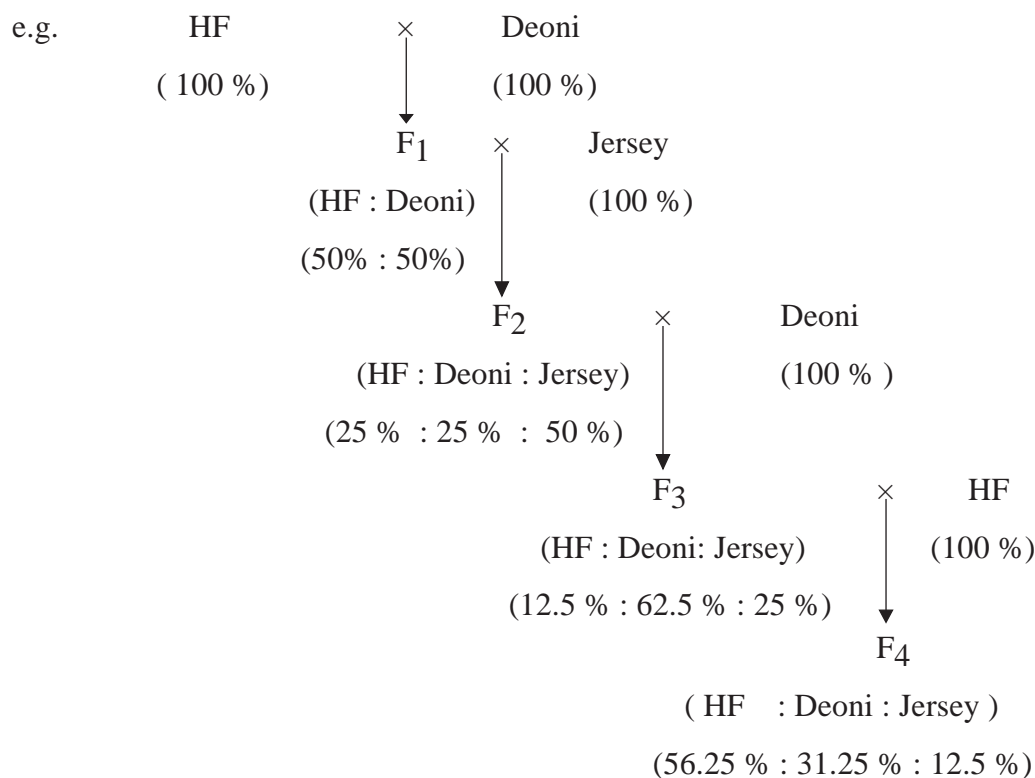 e.g. HF × Deoni
( 100 %) (100 %)
F1 × Jersey
(HF : Deoni) (100 %)
(50% : 50%)
F2 × Deoni
(HF : Deoni : Jersey) (100 % )
(25 % : 25 % : 50 %)
F3 × HF
(HF : Deoni: Jersey) (100 %)
(12.5 % : 62.5 % : 25 %)
F4
( HF : Deoni : Jersey )
(56.25 % : 31.25 % : 12.5 %)